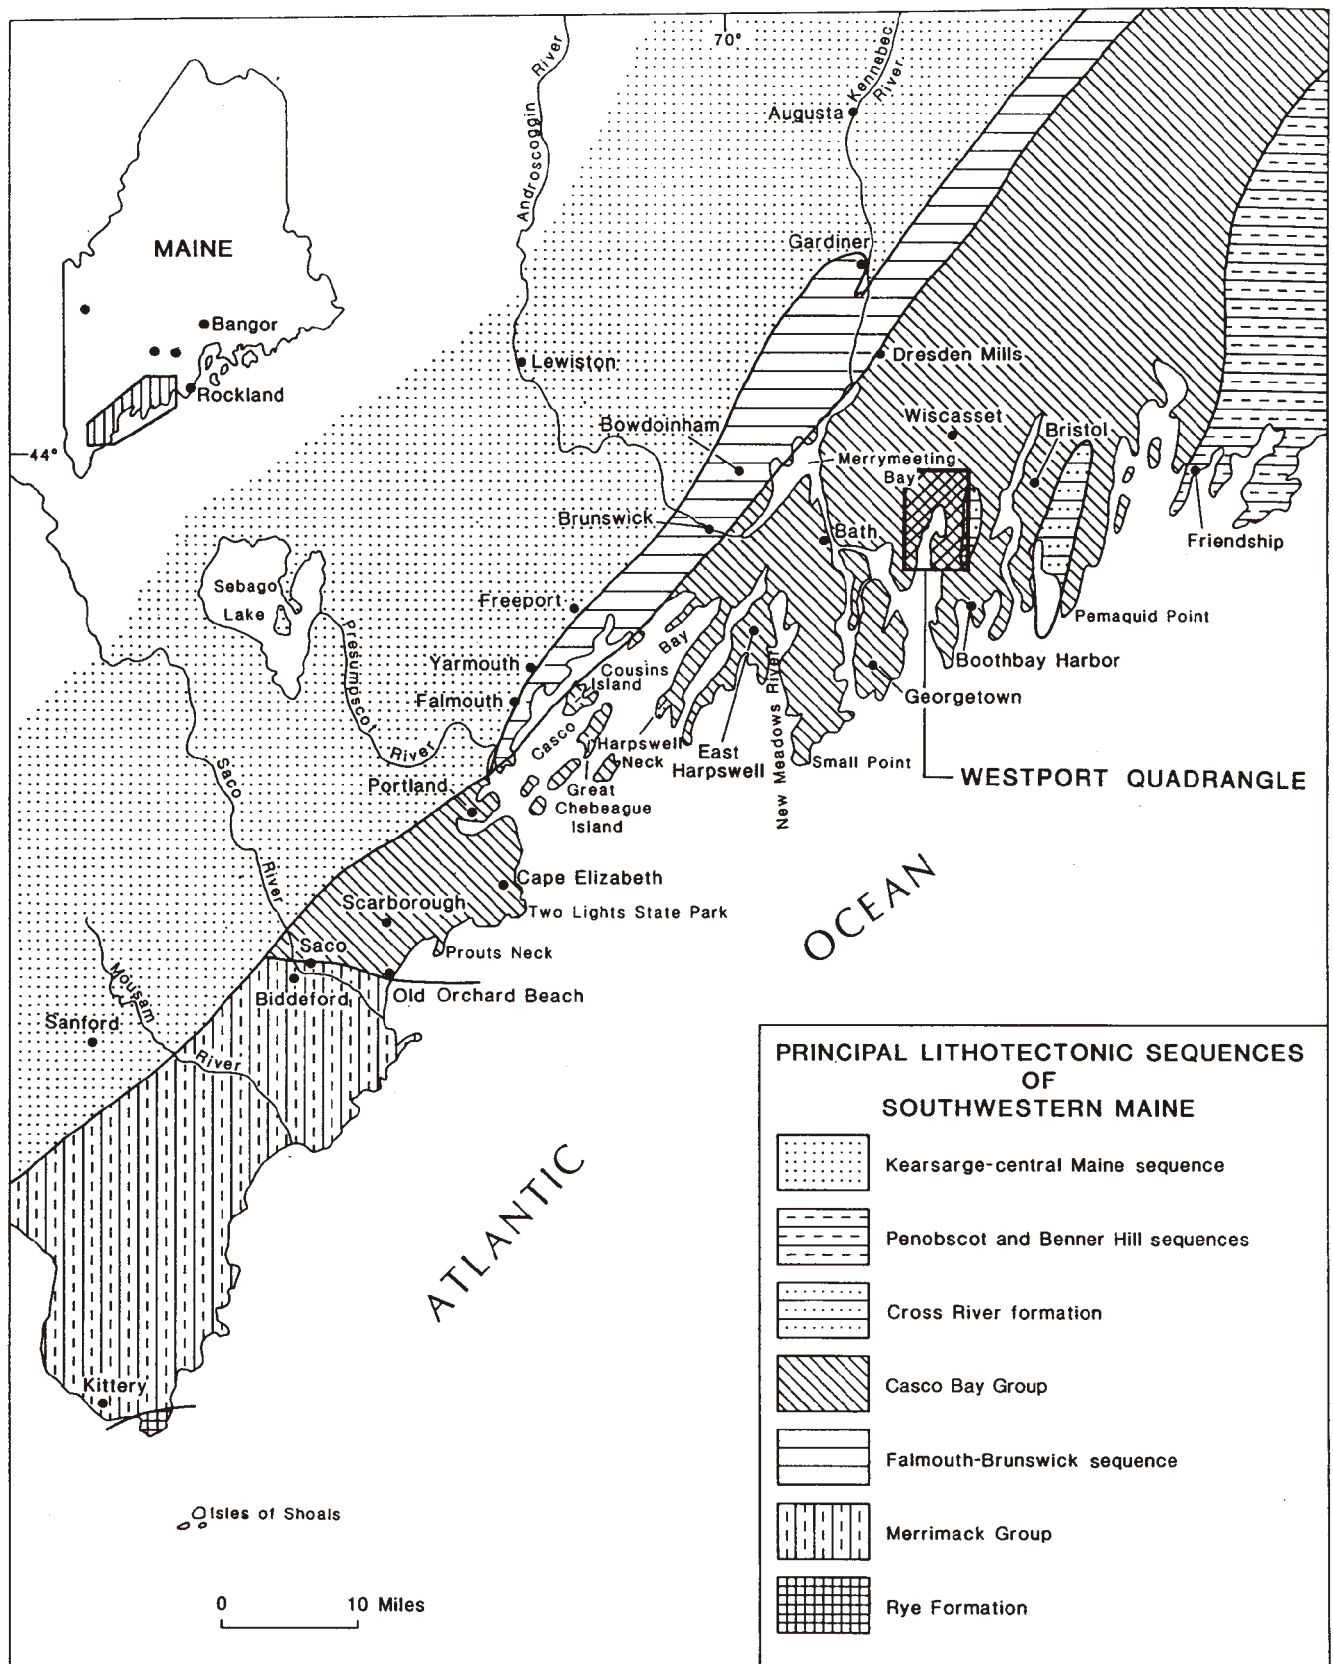 70°
Kennebec
River
River
Androscoggin
Augusta
MAINE
Gardiner
Bangor
Dresden Mills
Lewiston
Rockland
Wiscasset
Bowdoinham
Bristol
44°
Merrymeeting
Bay
Brunswick
Bath
Friendship
Sebago
Lake
Freeport
Pemaquid Point
Presumpscot
River
Bay
Yarmouth
Cousins
Island
Boothbay Harbor
Falmouth
Georgetown
Casco
Harpswell
Neck
East
Harpswell
New Meadows River
Small Point
Saco
River
Portland
Great
Chebeague
Island
WESTPORT QUADRANGLE
Cape Elizabeth
Scarborough
Two Lights State Park
OCEAN
Saco
Prouts Neck
Biddeford
Old Orchard Beach
Mousam
River
Sanford
ATLANTIC
Kittery
Isles of Shoals
0 10 Miles
PRINCIPAL LITHOTECTONIC SEQUENCES
OF
SOUTHWESTERN MAINE
Kearsarge-central Maine sequence
Penobscot and Benner Hill sequences
Cross River formation
Casco Bay Group
Falmouth-Brunswick sequence
Merrimack Group
Rye Formation